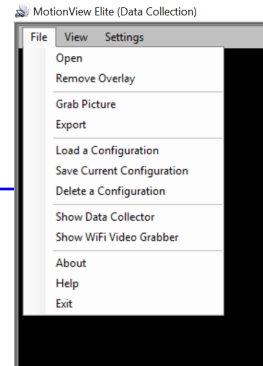 MotionView Elite (Data Collection)
File View Settings
Open
Remove Overlay
Grab Picture
Export
Load a Configuration
Save Current Configuration
Delete a Configuration
Show Data Collector
Show WiFi Video Grabber
About
Help
Exit